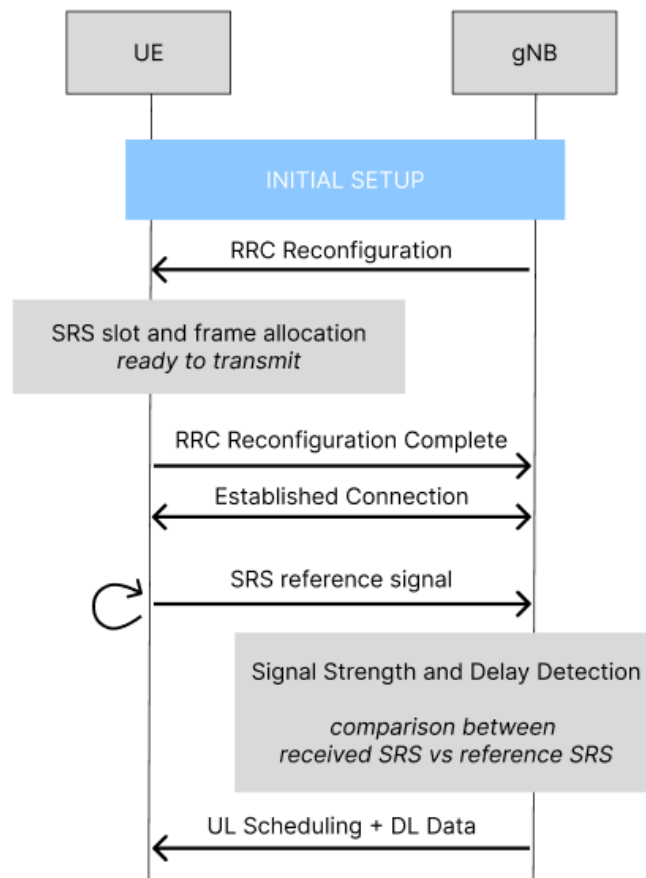 UE
gNB
INITIAL SETUP
RRC Reconfiguration
SRS slot and frame allocation
ready to transmit
RRC Reconfiguration Complete
Established Connection
SRS reference signal
Signal Strength and Delay Detection
comparison between
received SRS vs reference SRS
UL Scheduling + DL Data